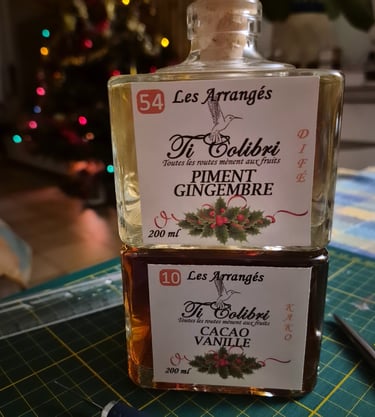 54
Les Arrangés
Ti Colibri
Toutes les routes mènent aux fruits
PIMENT
GINGEMBRE
DIFÉ
200 ml
10
Les Arrangés
Ti Colibri
Toutes les routes mènent aux fruits
CACAO
VANILLE
KAKO
200 ml